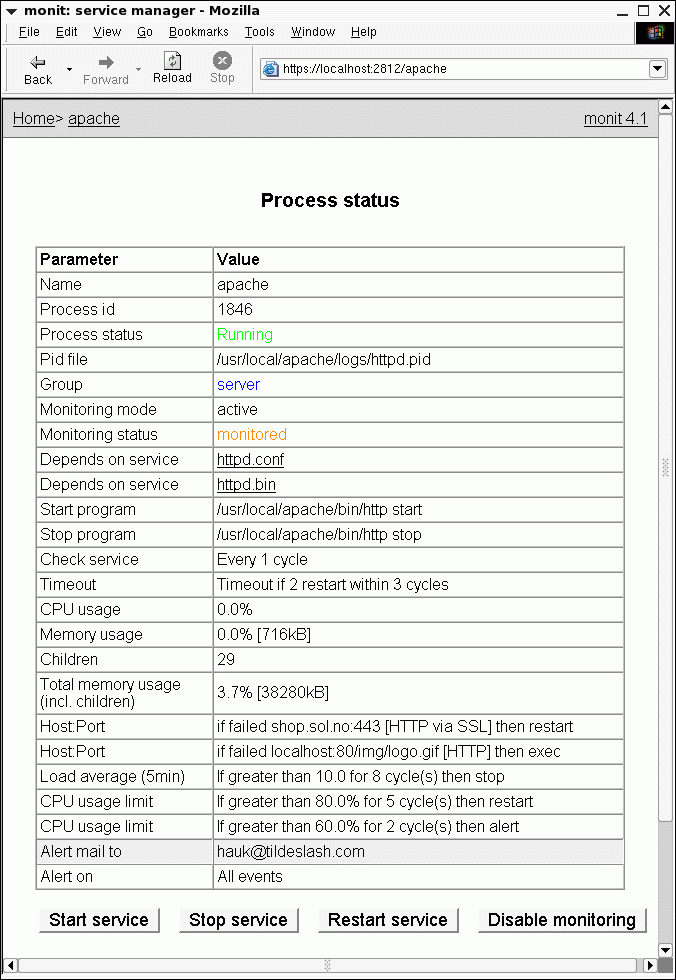 monit: service manager - Mozilla
File Edit View Go Bookmarks Tools Window Help
Back Forward Reload Stop https://localhost:2812/apache
Home> apache monit 4.1
Process status
Parameter Value
Name apache
Process id 1846
Process status Running
Pid file /usr/local/apache/logs/httpd.pid
Group server
Monitoring mode active
Monitoring status monitored
Depends on service httpd.conf
Depends on service httpd.bin
Start program /usr/local/apache/bin/http start
Stop program /usr/local/apache/bin/http stop
Check service Every 1 cycle
Timeout Timeout if 2 restart within 3 cycles
CPU usage 0.0%
Memory usage 0.0% [716kB]
Children 29
Total memory usage
(incl. children) 3.7% [38280kB]
Host:Port if failed shop.sol.no:443 [HTTP via SSL] then restart
Host:Port if failed localhost:80/img/logo.gif [HTTP] then exec
Load average (5min) If greater than 10.0 for 8 cycle(s) then stop
CPU usage limit If greater than 80.0% for 5 cycle(s) then restart
CPU usage limit If greater than 60.0% for 2 cycle(s) then alert
Alert mail to hauk@tildeslash.com
Alert on All events
Start service Stop service Restart service Disable monitoring